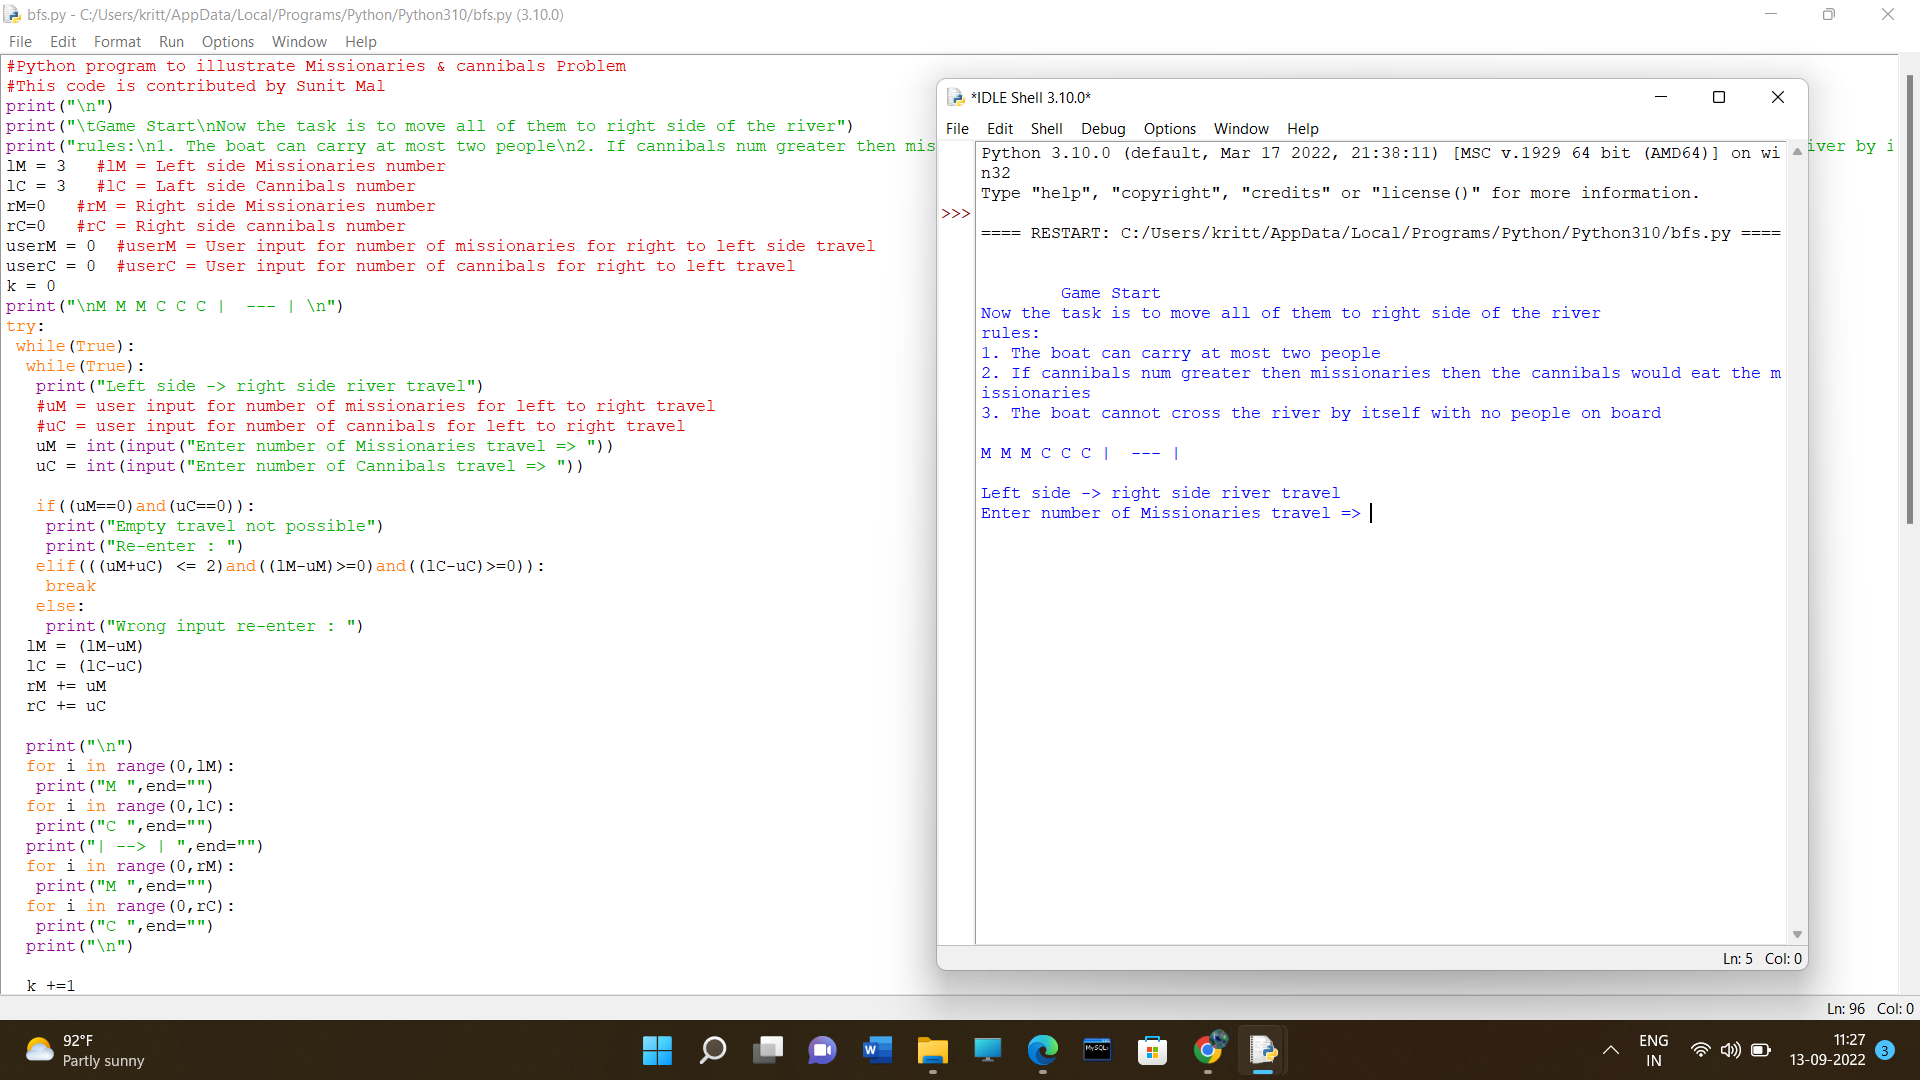 bfs.py - C:/Users/kritt/AppData/Local/Programs/Python/Python310/bfs.py (3.10.0)
File Edit Format Run Options Window Help
#Python program to illustrate Missionaries & cannibals Problem
#This code is contributed by Sunit Mal
print("\n")
print("\tGame Start\nNow the task is to move all of them to right side of the river")
print("rules:\n1. The boat can carry at most two people\n2. If cannibals num greater then mis
iver by i
lM = 3   #lM = Left side Missionaries number
lC = 3   #lC = Laft side Cannibals number
rM=0   #rM = Right side Missionaries number
rC=0   #rC = Right side cannibals number
userM = 0  #userM = User input for number of missionaries for right to left side travel
userC = 0  #userC = User input for number of cannibals for right to left travel
k = 0
print("\nM M M C C C |  --- | \n")
try:
 while(True):
  while(True):
   print("Left side -> right side river travel")
   #uM = user input for number of missionaries for left to right travel
   #uC = user input for number of cannibals for left to right travel
   uM = int(input("Enter number of Missionaries travel => "))
   uC = int(input("Enter number of Cannibals travel => "))

   if((uM==0)and(uC==0)):
    print("Empty travel not possible")
    print("Re-enter : ")
   elif(((uM+uC) <= 2)and((lM-uM)>=0)and((lC-uC)>=0)):
    break
   else:
    print("Wrong input re-enter : ")
  lM = (lM-uM)
  lC = (lC-uC)
  rM += uM
  rC += uC

  print("\n")
  for i in range(0,lM):
   print("M ",end="")
  for i in range(0,lC):
   print("C ",end="")
  print("| --> | ",end="")
  for i in range(0,rM):
   print("M ",end="")
  for i in range(0,rC):
   print("C ",end="")
  print("\n")

  k +=1
Ln: 96 Col: 0
*IDLE Shell 3.10.0*
File Edit Shell Debug Options Window Help
Python 3.10.0 (default, Mar 17 2022, 21:38:11) [MSC v.1929 64 bit (AMD64)] on wi
n32
Type "help", "copyright", "credits" or "license()" for more information.
>>>
==== RESTART: C:/Users/kritt/AppData/Local/Programs/Python/Python310/bfs.py ====
Game Start
Now the task is to move all of them to right side of the river
rules:
1. The boat can carry at most two people
2. If cannibals num greater then missionaries then the cannibals would eat the m
issionaries
3. The boat cannot cross the river by itself with no people on board
M M M C C C |  --- |
Left side -> right side river travel
Enter number of Missionaries travel =>
Ln: 5 Col: 0
92°F
Partly sunny
MySQL
ENG
IN
11:27
13-09-2022
3